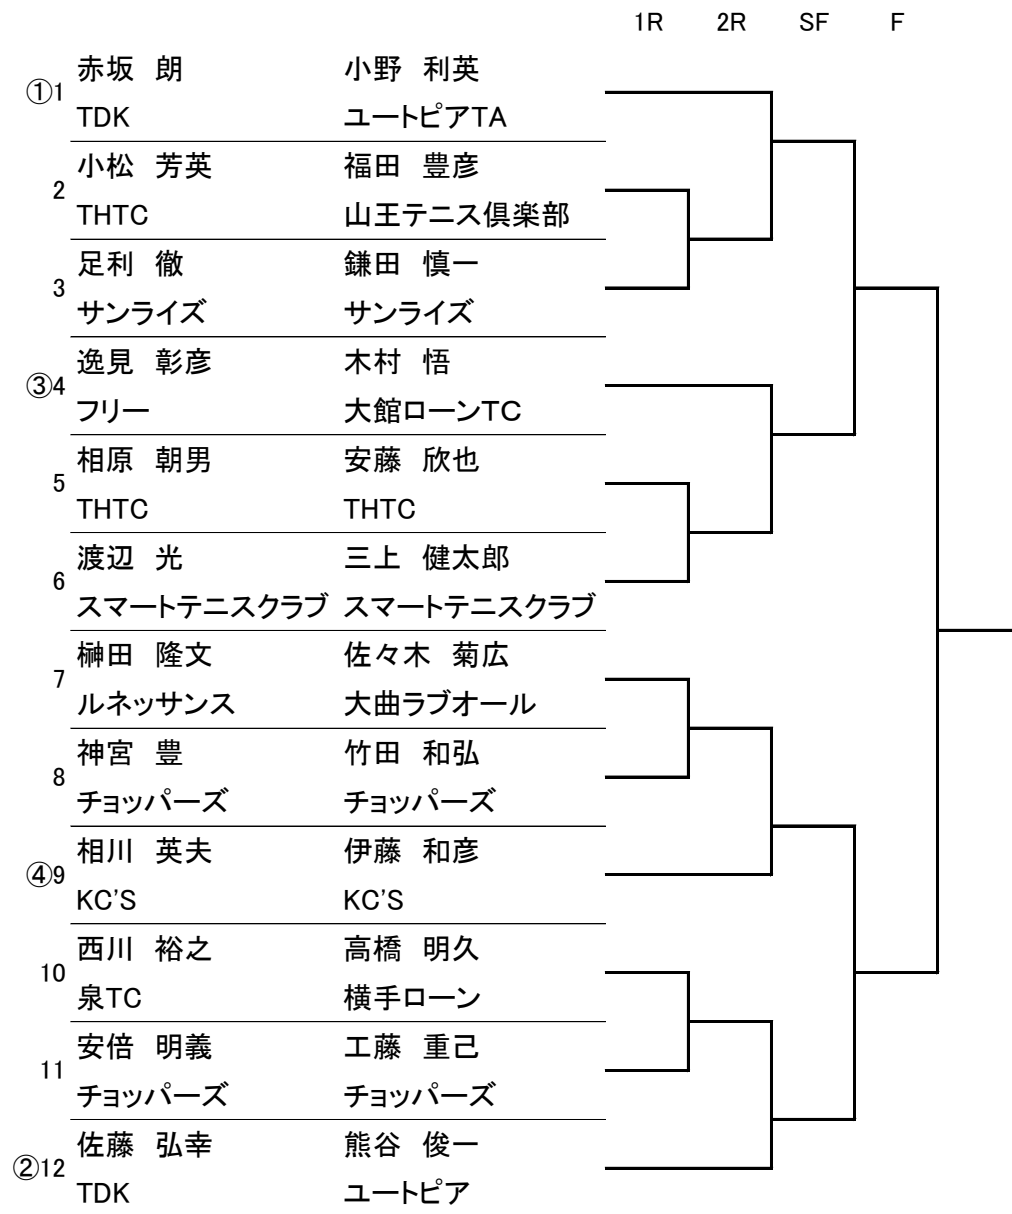 1R 2R SF F
赤坂 朗 小野 利英
①1
TDK ユートピアTA
小松 芳英 福田 豊彦
2
THTC 山王テニス倶楽部
足利 徹 鎌田 慎一
3
サンライズ サンライズ
逸見 彰彦 木村 悟
③4
フリー 大館ローンTC
相原 朝男 安藤 欣也
5
THTC THTC
渡辺 光 三上 健太郎
6
スマートテニスクラブ スマートテニスクラブ
榊田 隆文 佐々木 菊広
7
ルネッサンス 大曲ラブオール
神宮 豊 竹田 和弘
8
チョッパーズ チョッパーズ
相川 英夫 伊藤 和彦
④9
KC'S KC'S
西川 裕之 高橋 明久
10
泉TC 横手ローン
安倍 明義 工藤 重己
11
チョッパーズ チョッパーズ
佐藤 弘幸 熊谷 俊一
②12
TDK ユートピア